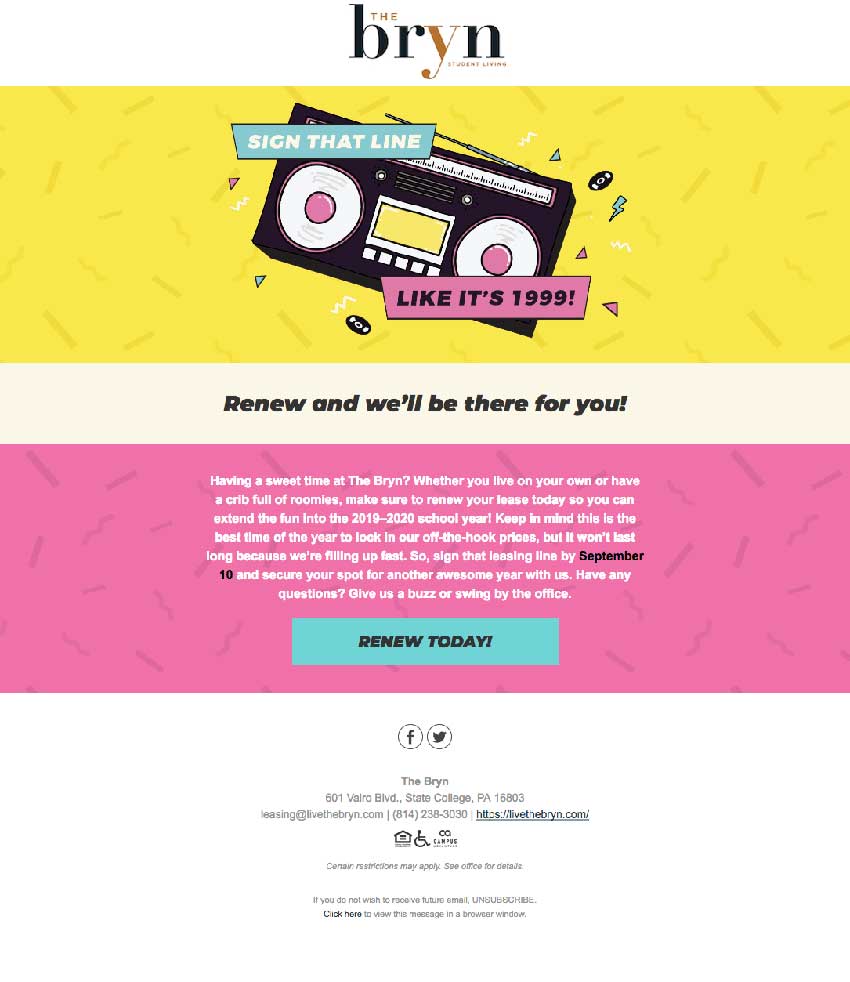 THE
bryn
STUDENT LIVING
SIGN THAT LINE
LIKE IT'S 1999!
Renew and we'll be there for you!
Having a sweet time at The Bryn? Whether you live on your own or have
a crib full of roomies, make sure to renew your lease today so you can
extend the fun into the 2019–2020 school year! Keep in mind this is the
best time of the year to lock in our off-the-hook prices, but it won't last
long because we're filling up fast. So, sign that leasing line by September
10 and secure your spot for another awesome year with us. Have any
questions? Give us a buzz or swing by the office.
RENEW TODAY!
The Bryn
601 Vairo Blvd., State College, PA 16803
leasing@livethebryn.com | (814) 238-3030 | https://livethebryn.com/
CAMPUS
Certain restrictions may apply. See office for details.
If you do not wish to receive future email, UNSUBSCRIBE.
Click here to view this message in a browser window.